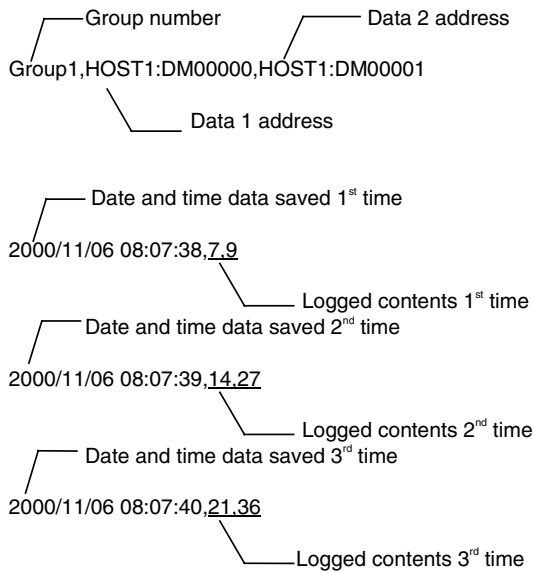 Group number
Data 2 address
Group1,HOST1:DM00000,HOST1:DM00001
Data 1 address
Date and time data saved 1st time
2000/11/06 08:07:38,7,9
Logged contents 1st time
Date and time data saved 2nd time
2000/11/06 08:07:39,14,27
Logged contents 2nd time
Date and time data saved 3rd time
2000/11/06 08:07:40,21,36
Logged contents 3rd time